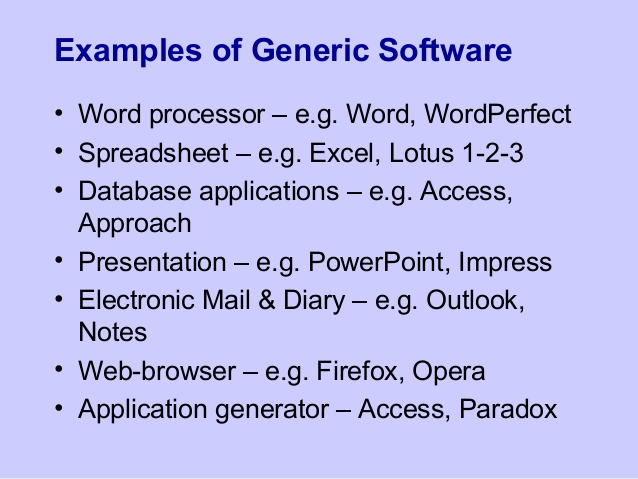 Examples of Generic Software
• Word processor – e.g. Word, WordPerfect
• Spreadsheet – e.g. Excel, Lotus 1-2-3
• Database applications – e.g. Access,
Approach
• Presentation – e.g. PowerPoint, Impress
• Electronic Mail & Diary – e.g. Outlook,
Notes
• Web-browser – e.g. Firefox, Opera
• Application generator – Access, Paradox